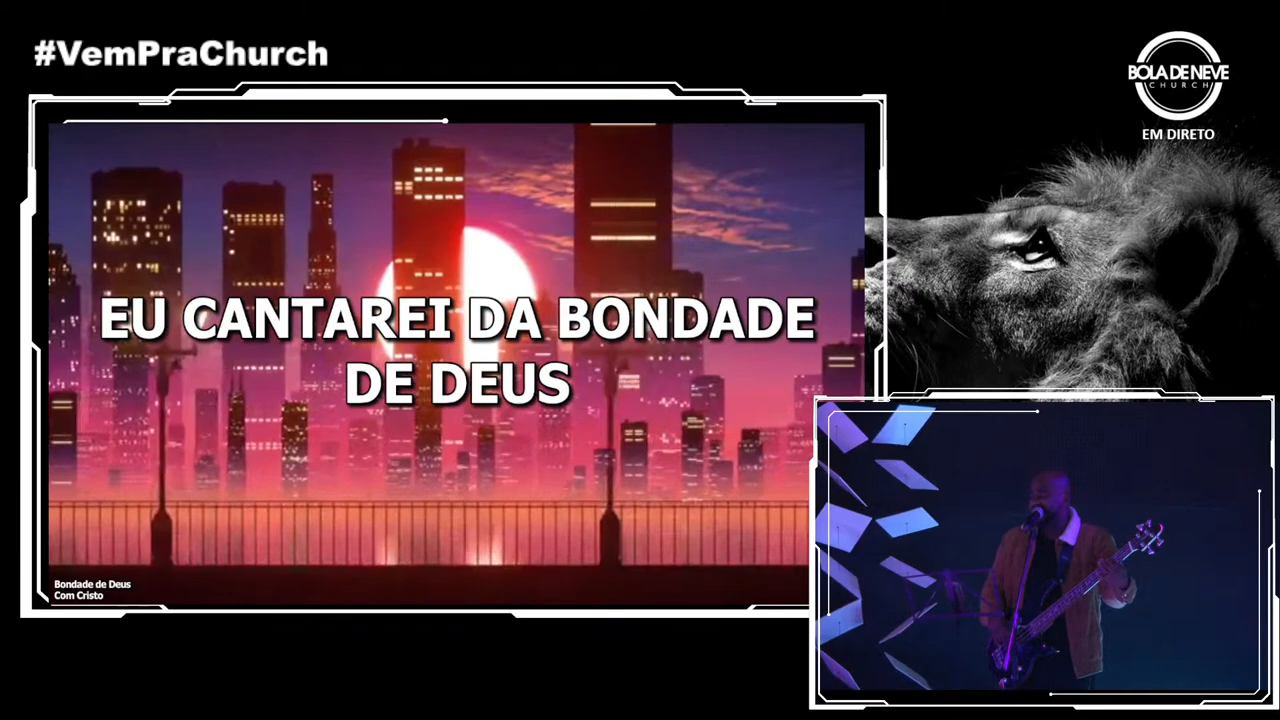 #VemPraChurch
BOLA DE NEVE
CHURCH
EM DIRETO
EU CANTAREI DA BONDADE
DE DEUS
Bondade de Deus
Com Cristo